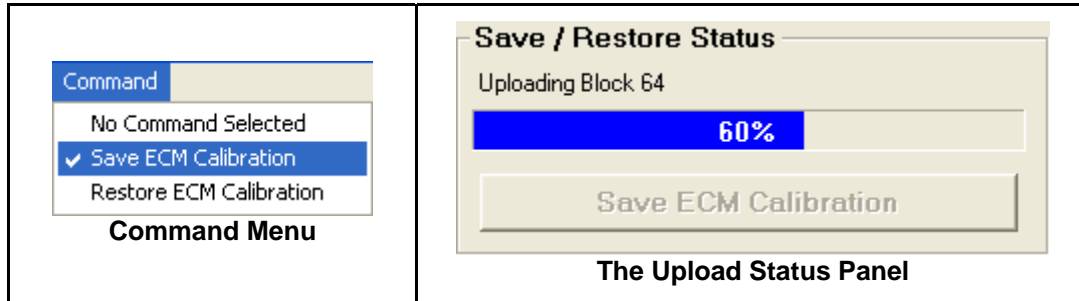 Command
No Command Selected
Save ECM Calibration
Restore ECM Calibration
Command Menu
Save / Restore Status
Uploading Block 64
60%
Save ECM Calibration
The Upload Status Panel